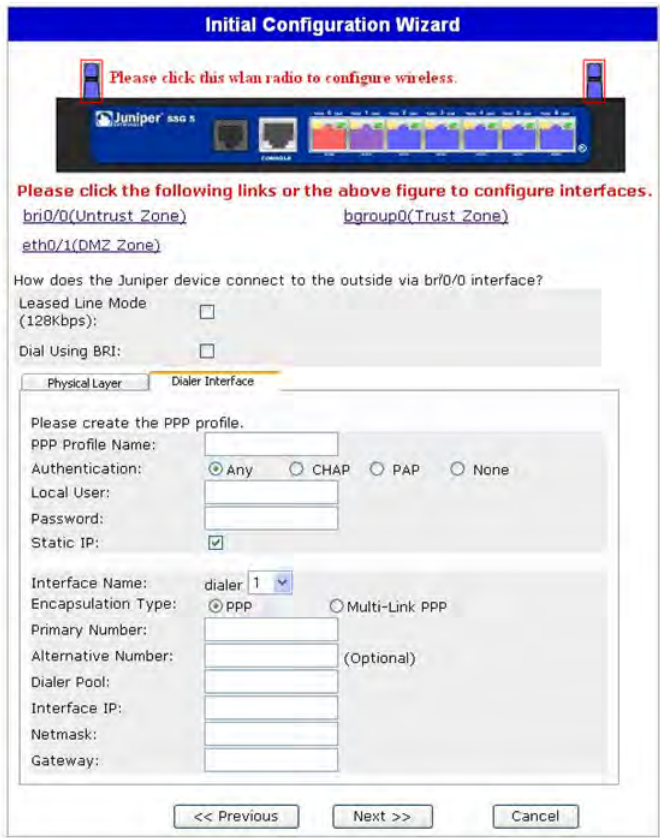 Initial Configuration Wizard
Please click this wlan radio to configure wireless.
Juniper SSG 5
CONSOLE
Please click the following links or the above figure to configure interfaces.
bri0/0(Untrust Zone) bgroup0(Trust Zone)
eth0/1(DMZ Zone)
How does the Juniper device connect to the outside via bri0/0 interface?
Leased Line Mode
(128Kbps):
Dial Using BRI:
Physical Layer Dialer Interface
Please create the PPP profile.
PPP Profile Name:
Authentication: Any CHAP PAP None
Local User:
Password:
Static IP:
Interface Name: dialer 1
Encapsulation Type: PPP Multi-Link PPP
Primary Number:
Alternative Number: (Optional)
Dialer Pool:
Interface IP:
Netmask:
Gateway:
<< Previous Next >> Cancel